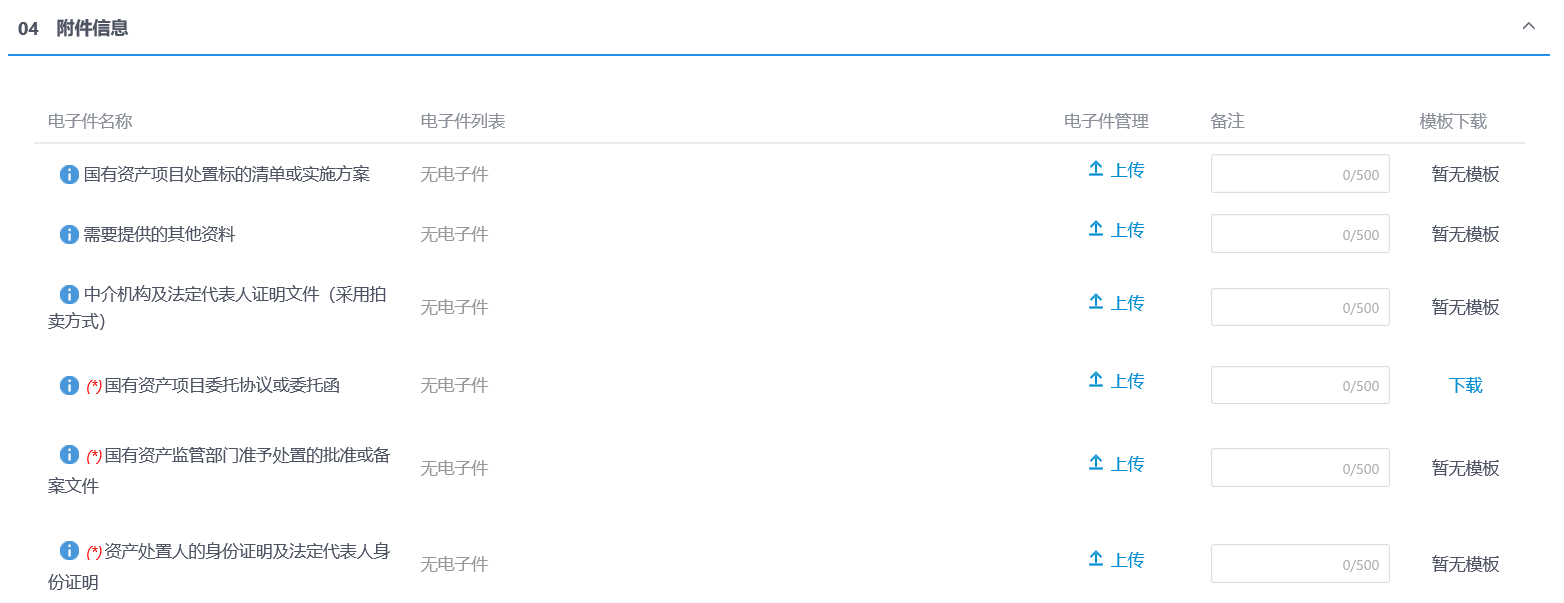 04 附件信息
电子件名称 电子件列表 电子件管理 备注 模板下载
国有资产项目处置标的清单或实施方案 无电子件 上传 0/500 暂无模板
需要提供的其他资料 无电子件 上传 0/500 暂无模板
中介机构及法定代表人证明文件（采用拍
卖方式） 无电子件 上传 0/500 暂无模板
(*)国有资产项目委托协议或委托函 无电子件 上传 0/500 下载
(*)国有资产监管部门准予处置的批准或备
案文件 无电子件 上传 0/500 暂无模板
(*)资产处置人的身份证明及法定代表人身
份证明 无电子件 上传 0/500 暂无模板